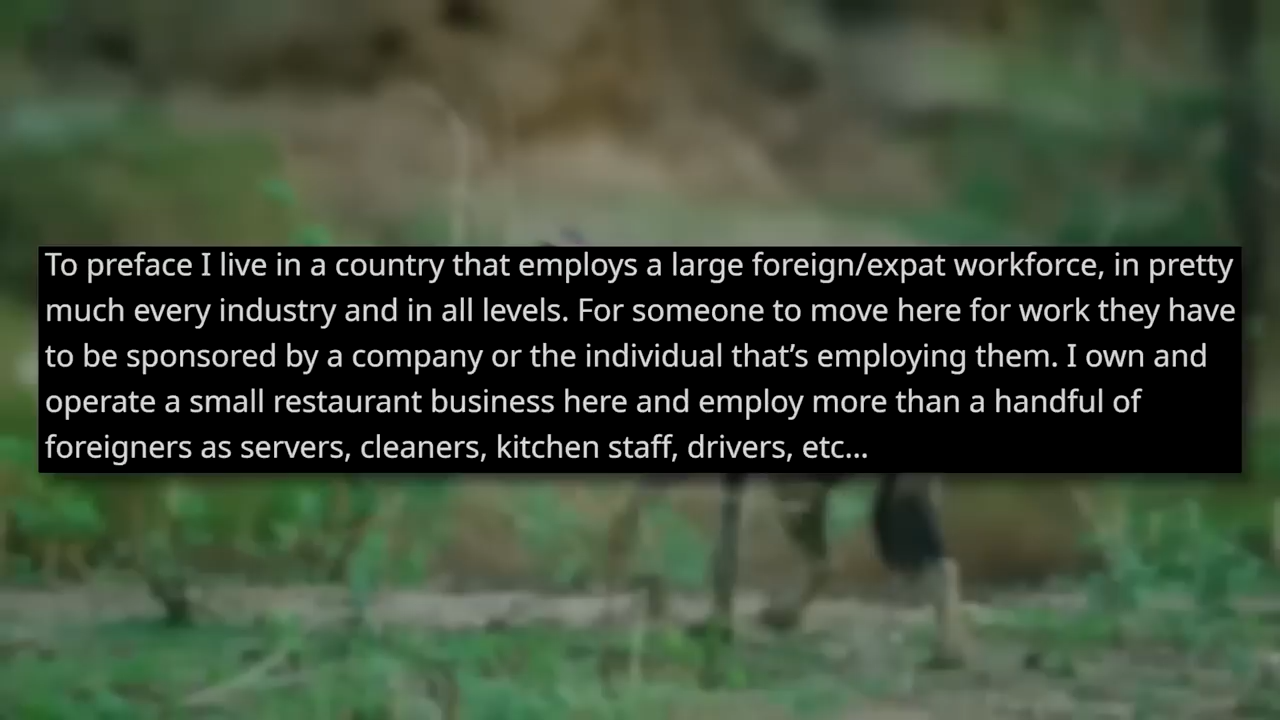 To preface I live in a country that employs a large foreign/expat workforce, in pretty
much every industry and in all levels. For someone to move here for work they have
to be sponsored by a company or the individual that’s employing them. I own and
operate a small restaurant business here and employ more than a handful of
foreigners as servers, cleaners, kitchen staff, drivers, etc...